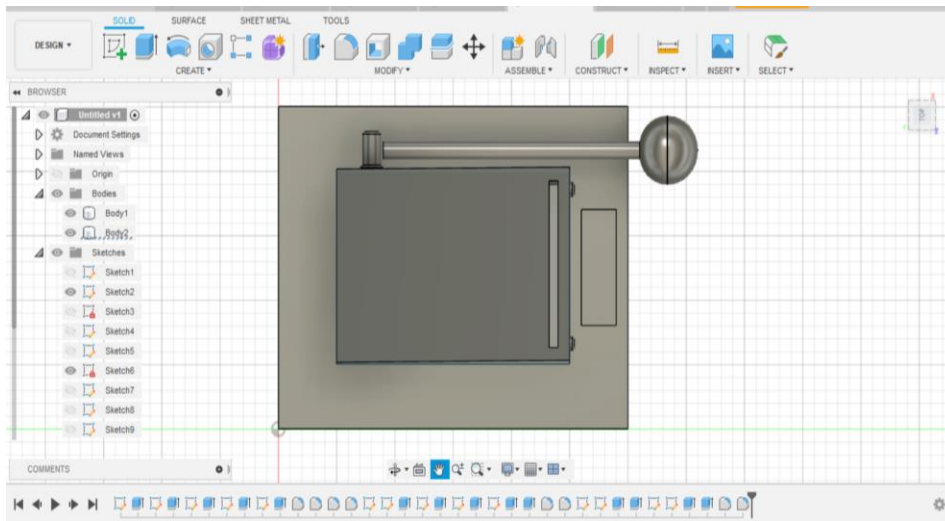 SOLID SURFACE SHEET METAL TOOLS
DESIGN
CREATE MODIFY ASSEMBLE CONSTRUCT INSPECT INSERT SELECT
BROWSER
Untitled v1
Document Settings
Named Views
Origin
Bodies
Body1
Body2
Sketches
Sketch1
Sketch2
Sketch3
Sketch4
Sketch5
Sketch6
Sketch7
Sketch8
Sketch9
COMMENTS
TOP